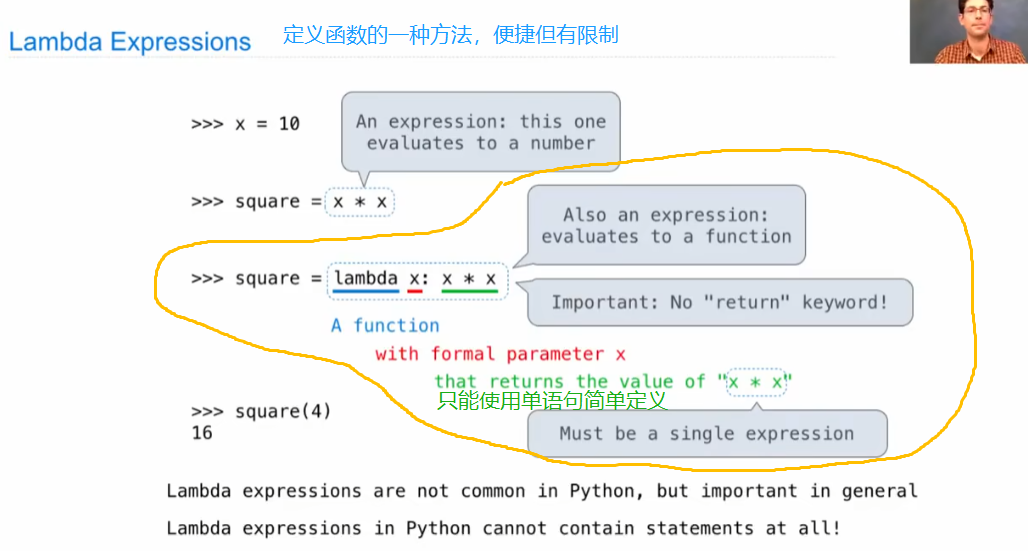 Lambda Expressions 定义函数的一种方法，便捷但有限制
>>> x = 10
An expression: this one
evaluates to a number
>>> square = x * x
Also an expression:
evaluates to a function
>>> square = lambda x: x * x
Important: No "return" keyword!
A function
with formal parameter x
that returns the value of "x * x"
只能使用单语句简单定义
>>> square(4)
16
Must be a single expression
Lambda expressions are not common in Python, but important in general
Lambda expressions in Python cannot contain statements at all!